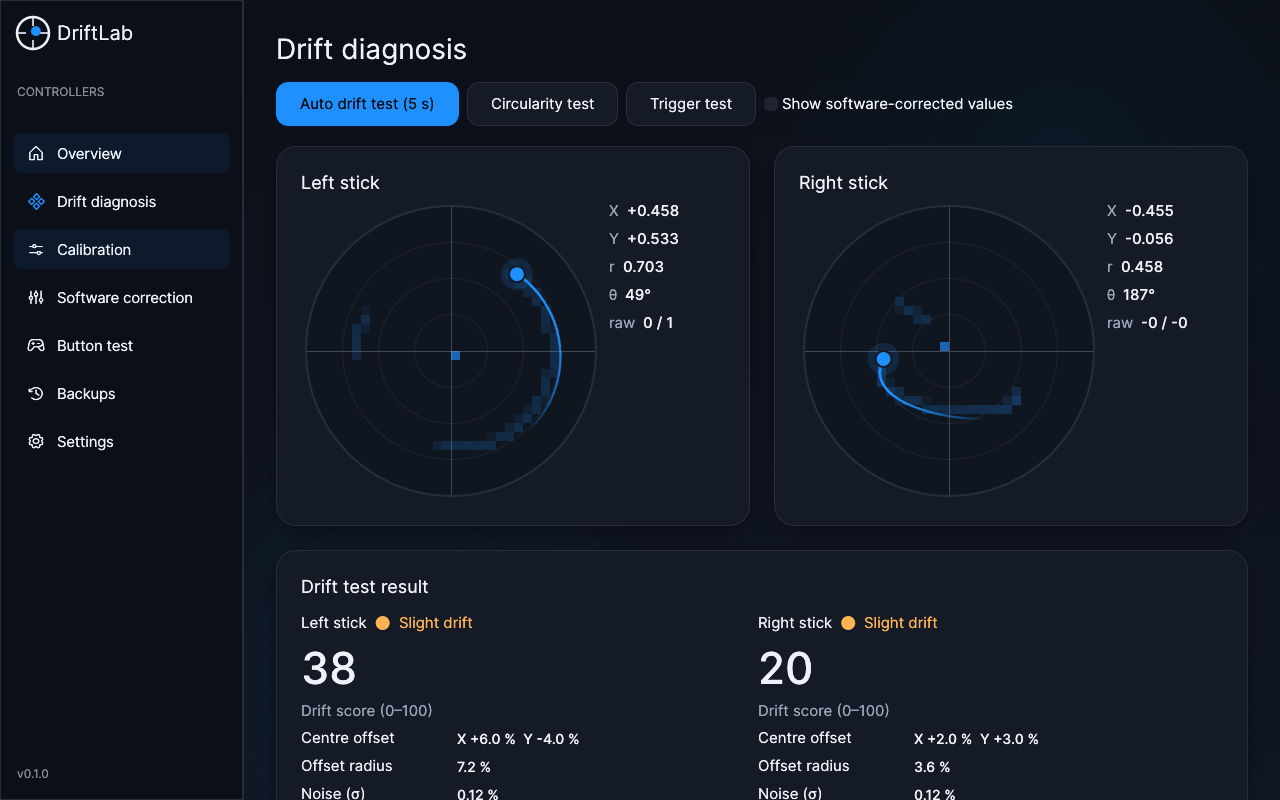 DriftLab
CONTROLLERS
Overview
Drift diagnosis
Calibration
Software correction
Button test
Backups
Settings
v0.1.0
Drift diagnosis
Auto drift test (5 s)
Circularity test
Trigger test
Show software-corrected values
Left stick
X +0.458
Y +0.533
r 0.703
θ 49°
raw 0 / 1
Right stick
X -0.455
Y -0.056
r 0.458
θ 187°
raw -0 / -0
Drift test result
Left stick Slight drift
38
Drift score (0–100)
Centre offset X +6.0 % Y -4.0 %
Offset radius 7.2 %
Noise (σ) 0.12 %
Right stick Slight drift
20
Drift score (0–100)
Centre offset X +2.0 % Y +3.0 %
Offset radius 3.6 %
Noise (σ) 0.12 %